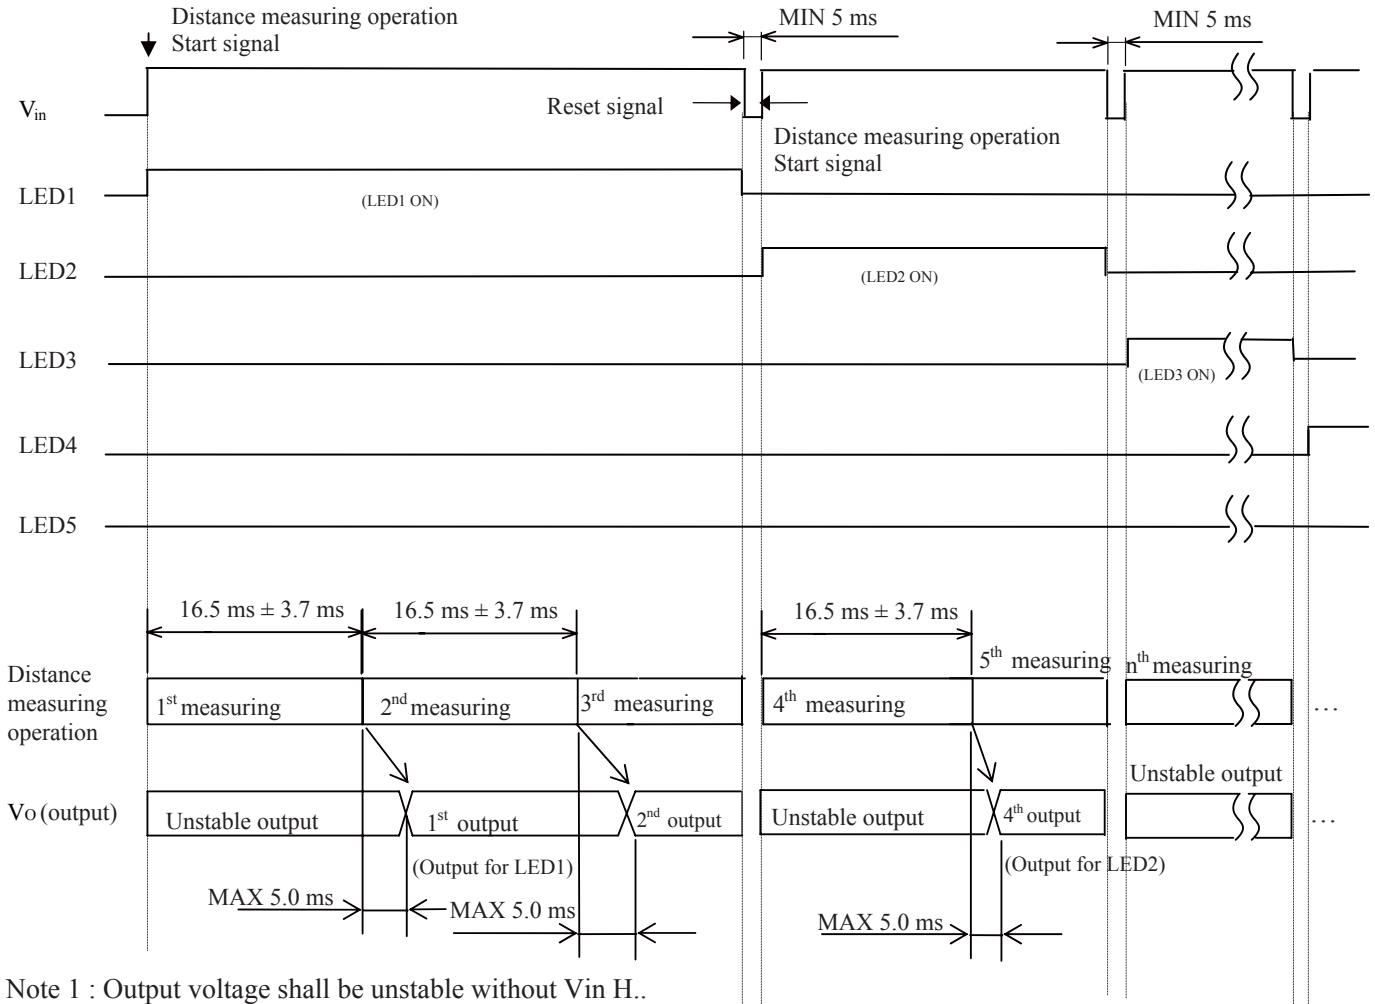 Distance measuring operation
Start signal
MIN 5 ms
MIN 5 ms
Vin
Reset signal
Distance measuring operation
Start signal
LED1
(LED1 ON)
LED2
(LED2 ON)
LED3
(LED3 ON)
LED4
LED5
16.5 ms ± 3.7 ms
16.5 ms ± 3.7 ms
16.5 ms ± 3.7 ms
Distance
measuring
operation
1st measuring
2nd measuring
3rd measuring
4th measuring
5th measuring
nth measuring
...
Vo (output)
Unstable output
1st output
2nd output
Unstable output
4th output
Unstable output
...
(Output for LED1)
(Output for LED2)
MAX 5.0 ms
MAX 5.0 ms
MAX 5.0 ms
Note 1 : Output voltage shall be unstable without Vin H..